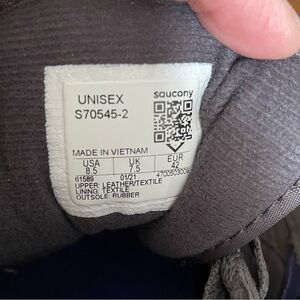 UNISEX
saucony
S70545-2
MADE IN VIETNAM
USA UK EUR
8.5 7.5 42
61589 01/21
UPPER: LEATHER/TEXTILE
LINING: TEXTILE
OUTSOLE: RUBBER